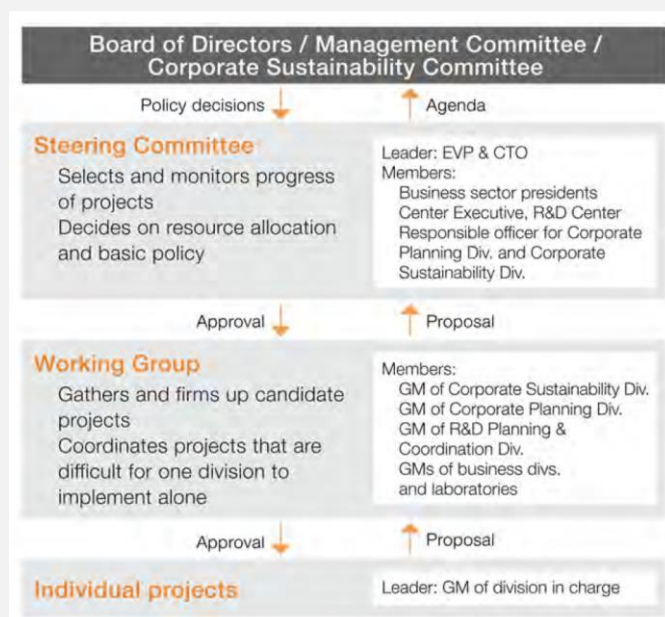 Board of Directors / Management Committee /
Corporate Sustainability Committee
Policy decisions
Agenda
Steering Committee
Selects and monitors progress
of projects
Decides on resource allocation
and basic policy
Leader: EVP & CTO
Members:
Business sector presidents
Center Executive, R&D Center
Responsible officer for Corporate
Planning Div. and Corporate
Sustainability Div.
Approval
Proposal
Working Group
Gathers and firms up candidate
projects
Coordinates projects that are
difficult for one division to
implement alone
Members:
GM of Corporate Sustainability Div.
GM of Corporate Planning Div.
GM of R&D Planning &
Coordination Div.
GMs of business divs.
and laboratories
Approval
Proposal
Individual projects
Leader: GM of division in charge